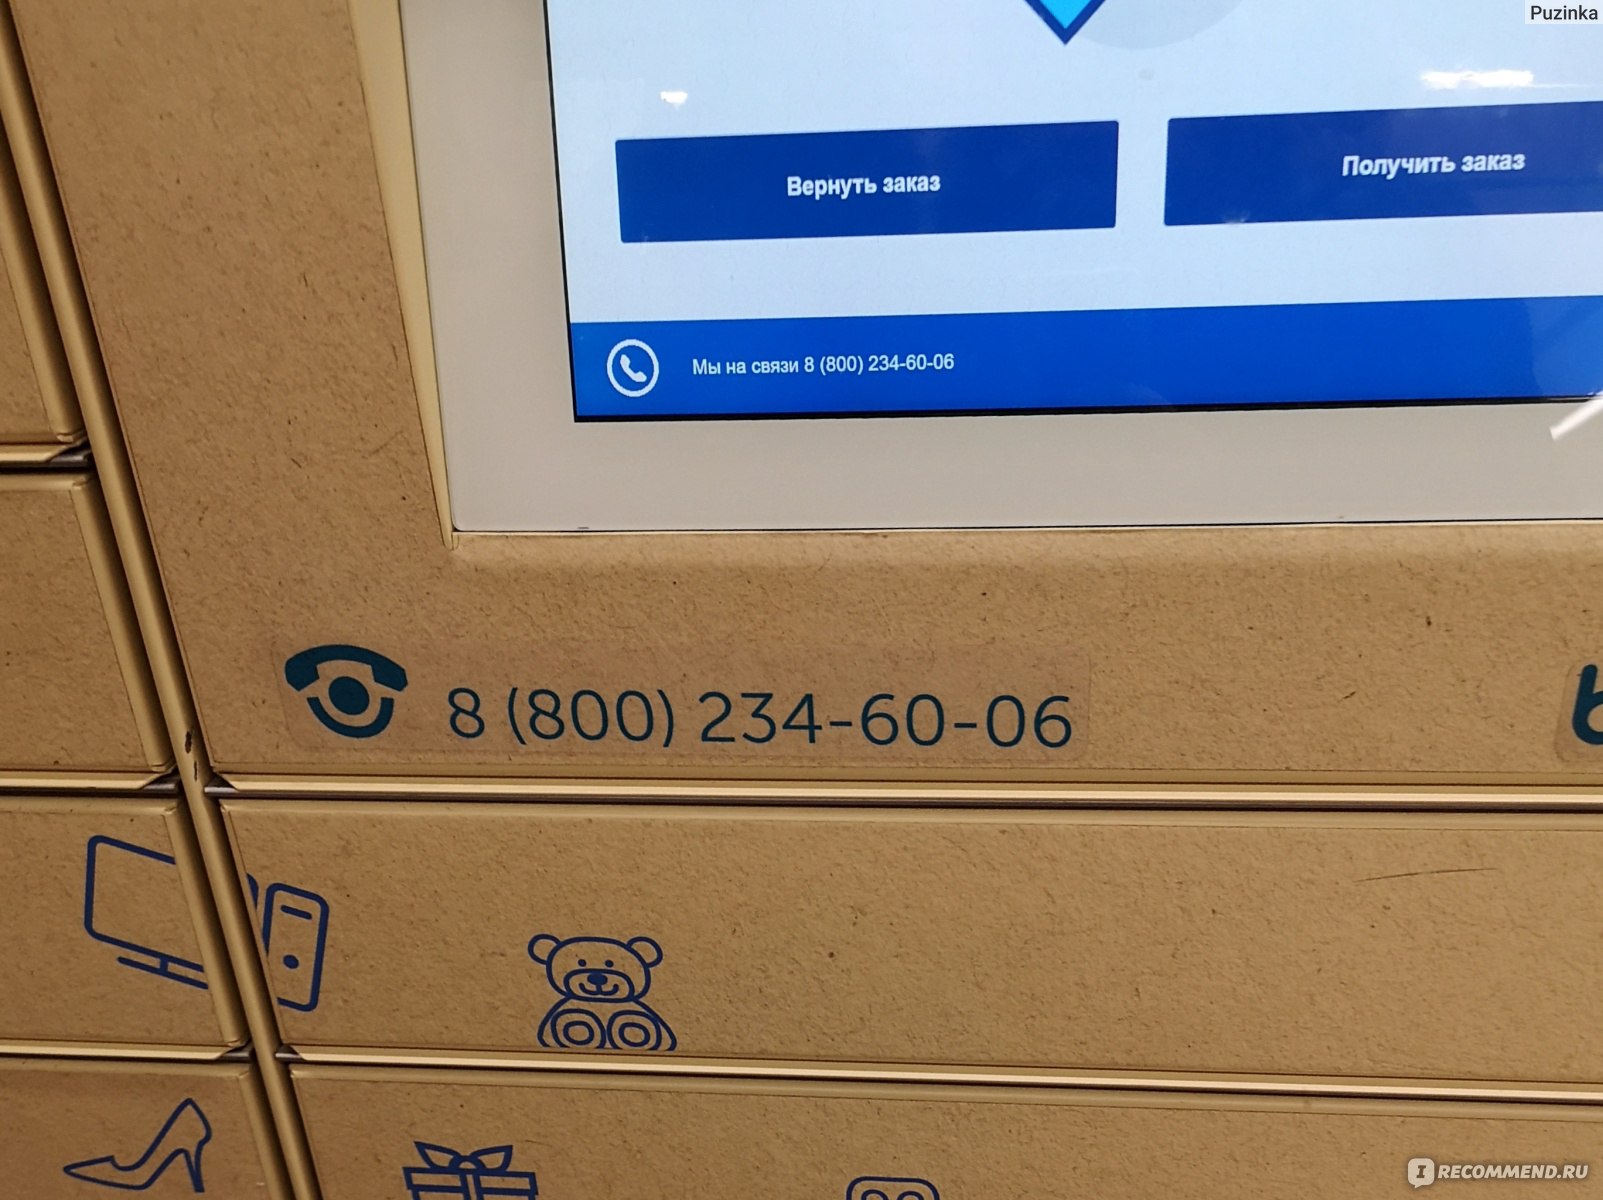 Puzinka
Вернуть заказ
Получить заказ
Мы на связи 8 (800) 234-60-06
8 (800) 234-60-06
IRECOMMEND.RU